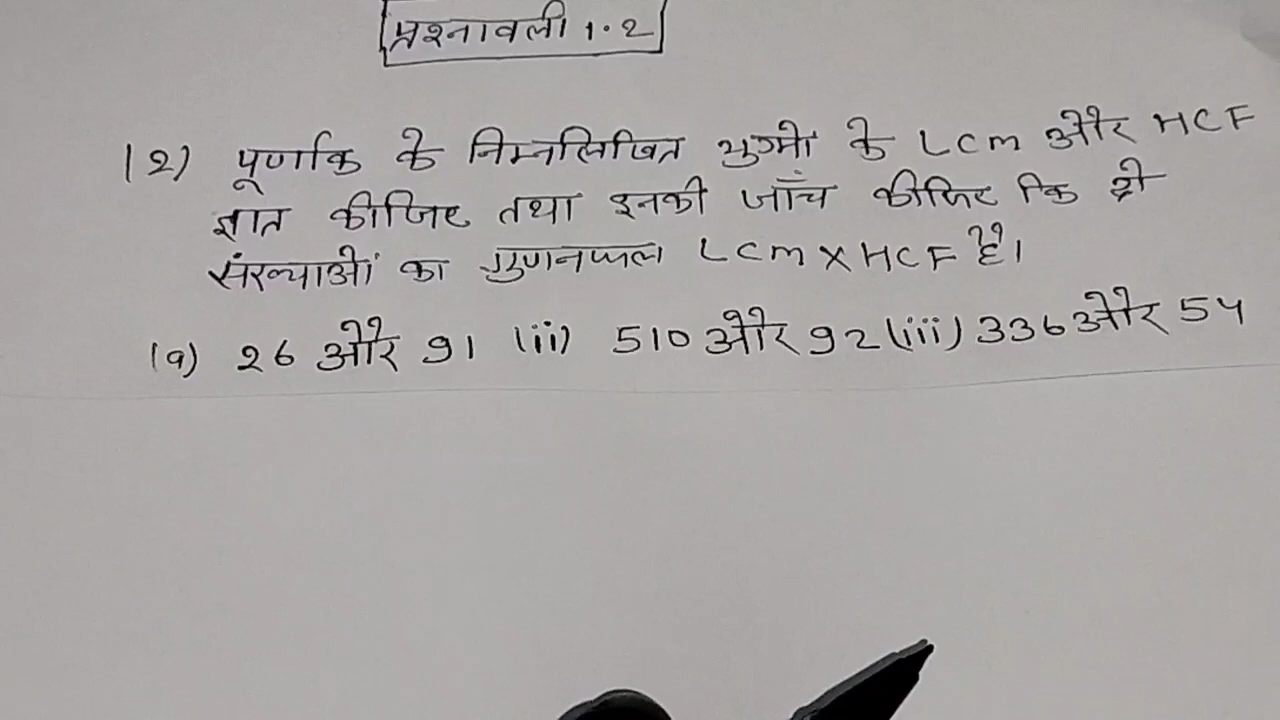 प्रश्नावली 1.2
(2) पूर्णांक के निम्नलिखित युग्मों के LCM और HCF
ज्ञात कीजिए तथा इनकी जाँच कीजिए कि दो
संख्याओं का गुणनफल LCM X HCF है।
(a) 26 और 91 (ii) 510 और 92 (iii) 336 और 54